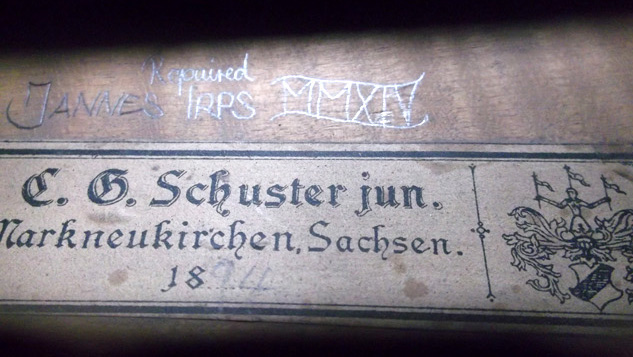 Repaired
JANNES IRPS MMXIV
C. G. Schuster jun.
Markneukirchen, Sachsen.
18